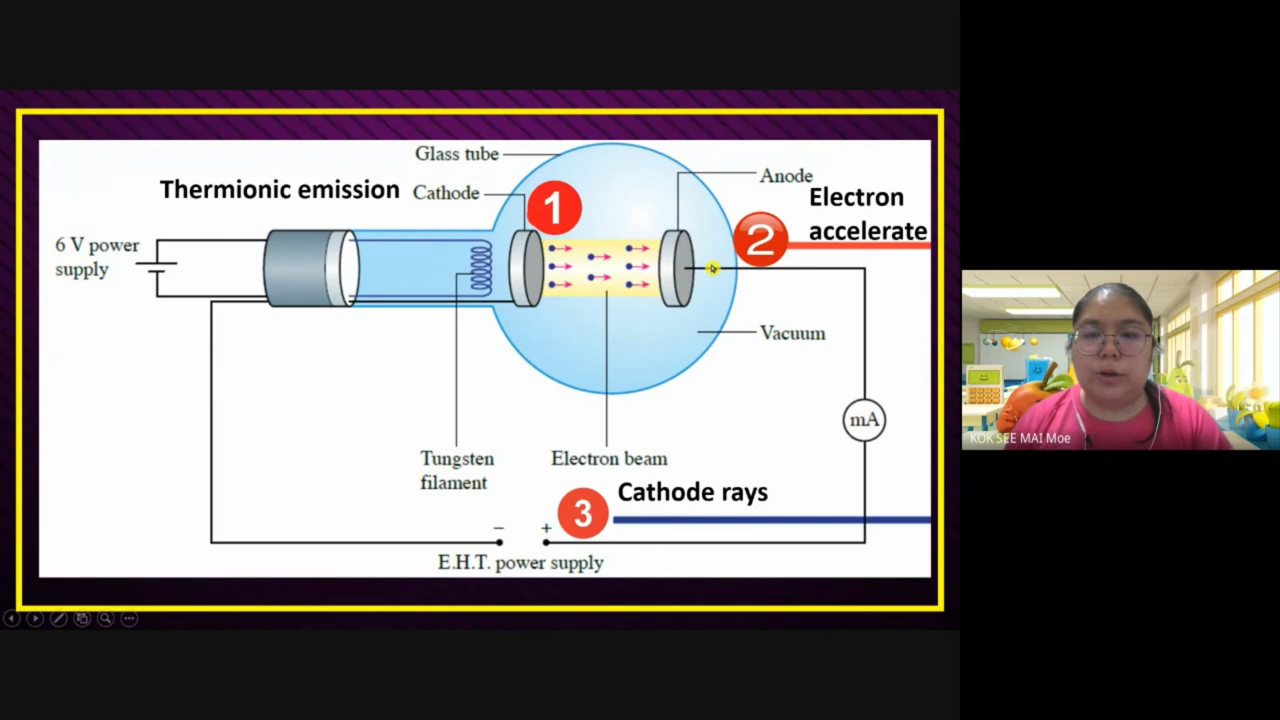 Glass tube
Thermionic emission
Cathode
1
Anode
Electron
accelerate
2
6 V power
supply
Vacuum
mA
Tungsten
filament
Electron beam
Cathode rays
3
− +
E.H.T. power supply
KOK SEE MAI Moe